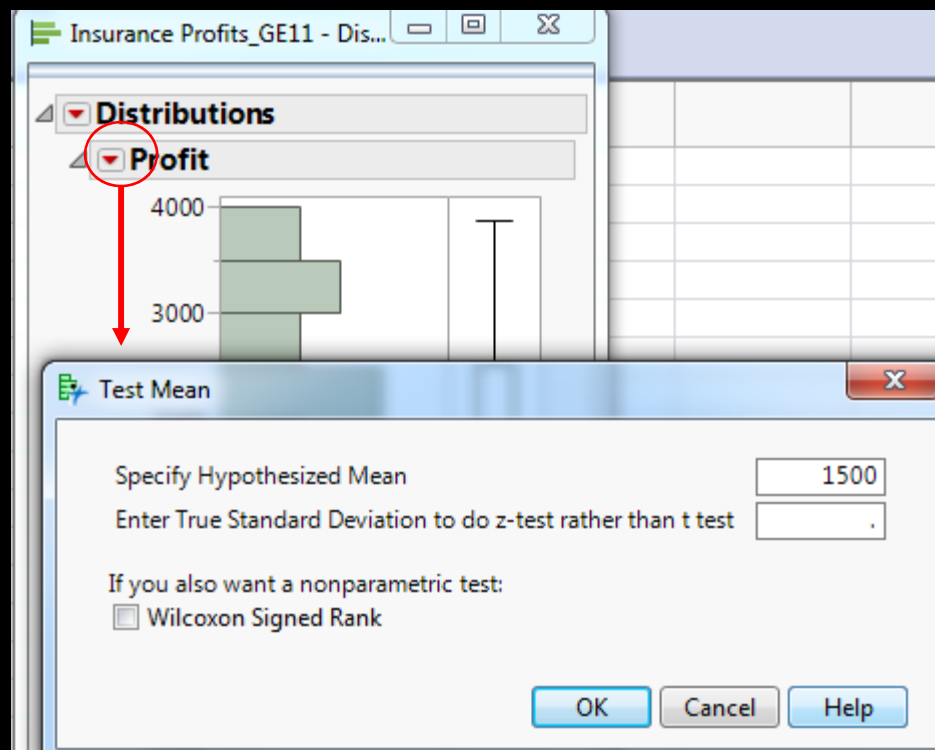 Insurance Profits_GE11 - Dis...
Distributions
Profit
4000
3000
Test Mean
Specify Hypothesized Mean 1500
Enter True Standard Deviation to do z-test rather than t test .
If you also want a nonparametric test:
Wilcoxon Signed Rank
OK Cancel Help